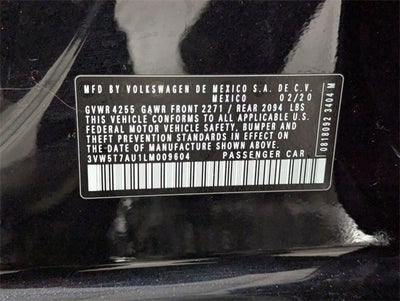 MFD BY VOLKSWAGEN DE MEXICO S.A. DE C.V.
MEXICO 02/20
GVWR 4255 GAWR FRONT 2271 / REAR 2094 LBS
THIS VEHICLE CONFORMS TO ALL APPLICABLE U.S.
FEDERAL MOTOR VEHICLE SAFETY, BUMPER AND
THEFT PREVENTION STANDARDS IN EFFECT ON
THE DATE OF MANUFACTURE SHOWN ABOVE.
3VW5T7AU1LM009604 PASSENGER CAR
0818092 3404 M